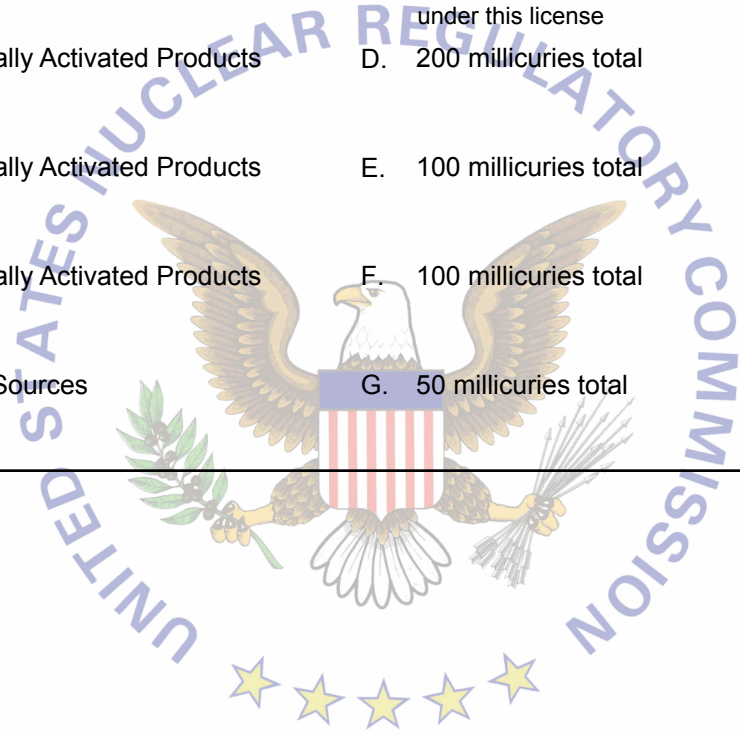 under this license
ally Activated Products D. 200 millicuries total
ally Activated Products E. 100 millicuries total
ally Activated Products F. 100 millicuries total
Sources G. 50 millicuries total
UNITED STATES NUCLEAR REGULATORY COMMISSION